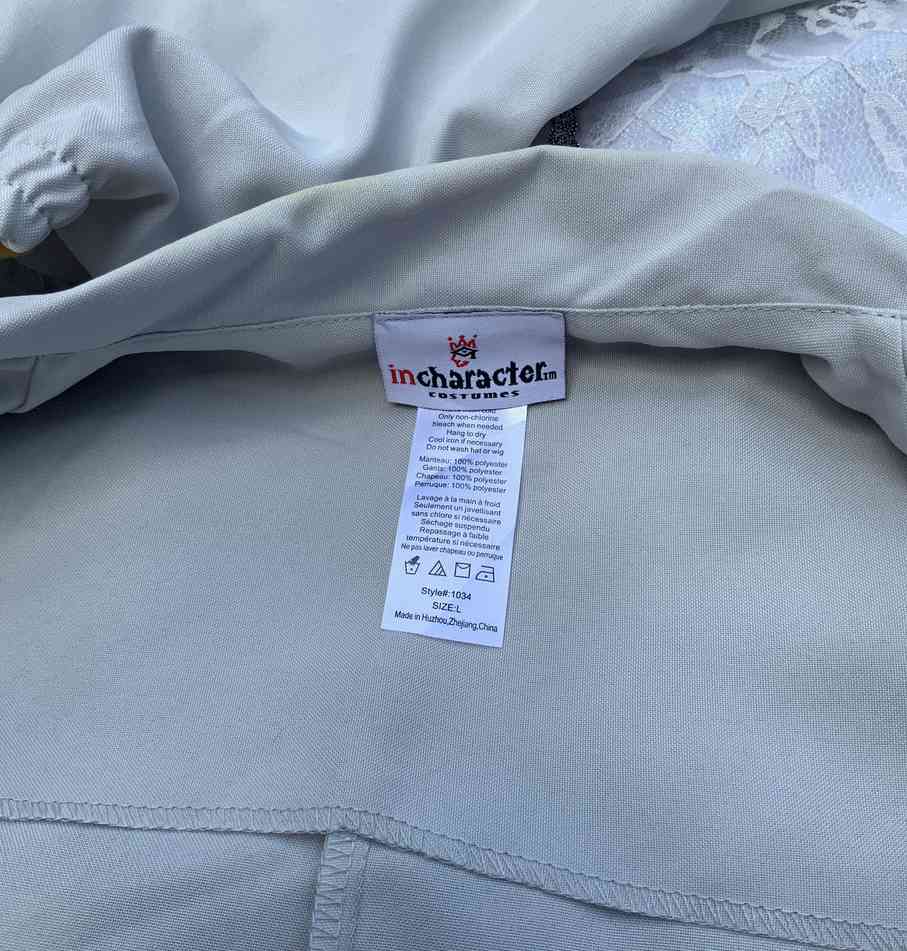 incharacter TM
COSTUMES
Only non-chlorine
bleach when needed
Hang to dry
Cool iron if necessary
Do not wash hat or wig
Manteau: 100% polyester
Gants: 100% polyester
Chapeau: 100% polyester
Perruque: 100% polyester
Lavage à la main à froid
Seulement un javellisant
sans chlore si nécessaire
Séchage suspendu
Repassage à faible
température si nécessaire
Ne pas laver chapeau ou perruque
Style#:1034
SIZE:L
Made in Huzhou,Zhejiang,China